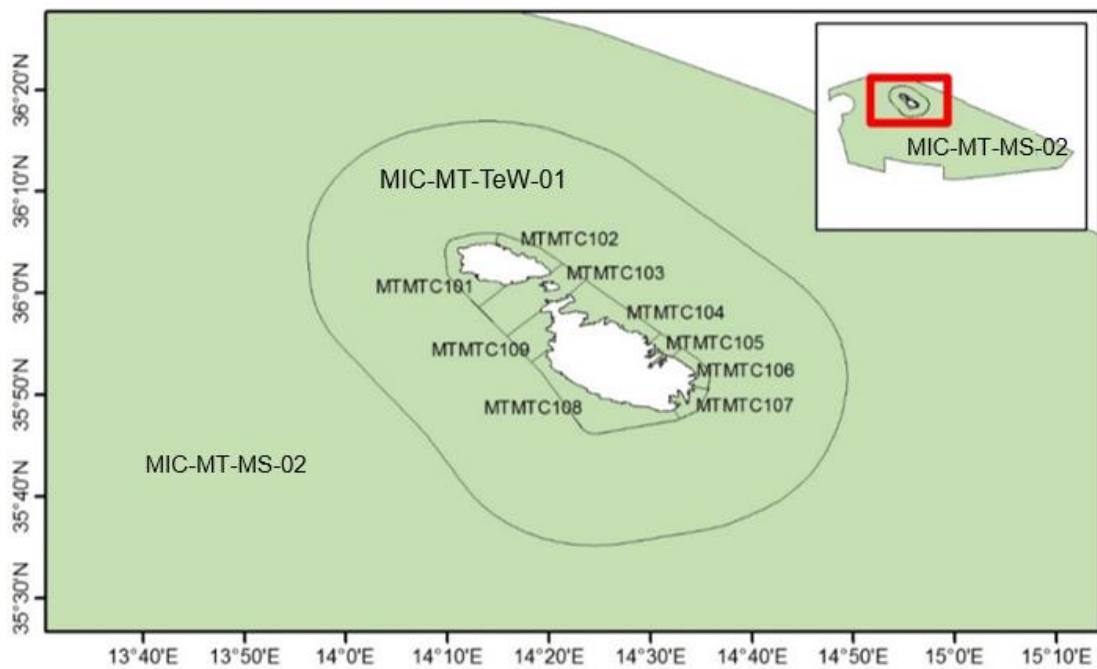 36°20'N
36°10'N
36°0'N
35°50'N
35°40'N
35°30'N
MIC-MT-MS-02
MIC-MT-TeW-01
MTMTC102
MTMTC103
MTMTC101
MTMTC104
MTMTC105
MTMTC109
MTMTC106
MTMTC108
MTMTC107
MIC-MT-MS-02
13°40'E 13°50'E 14°0'E 14°10'E 14°20'E 14°30'E 14°40'E 14°50'E 15°0'E 15°10'E